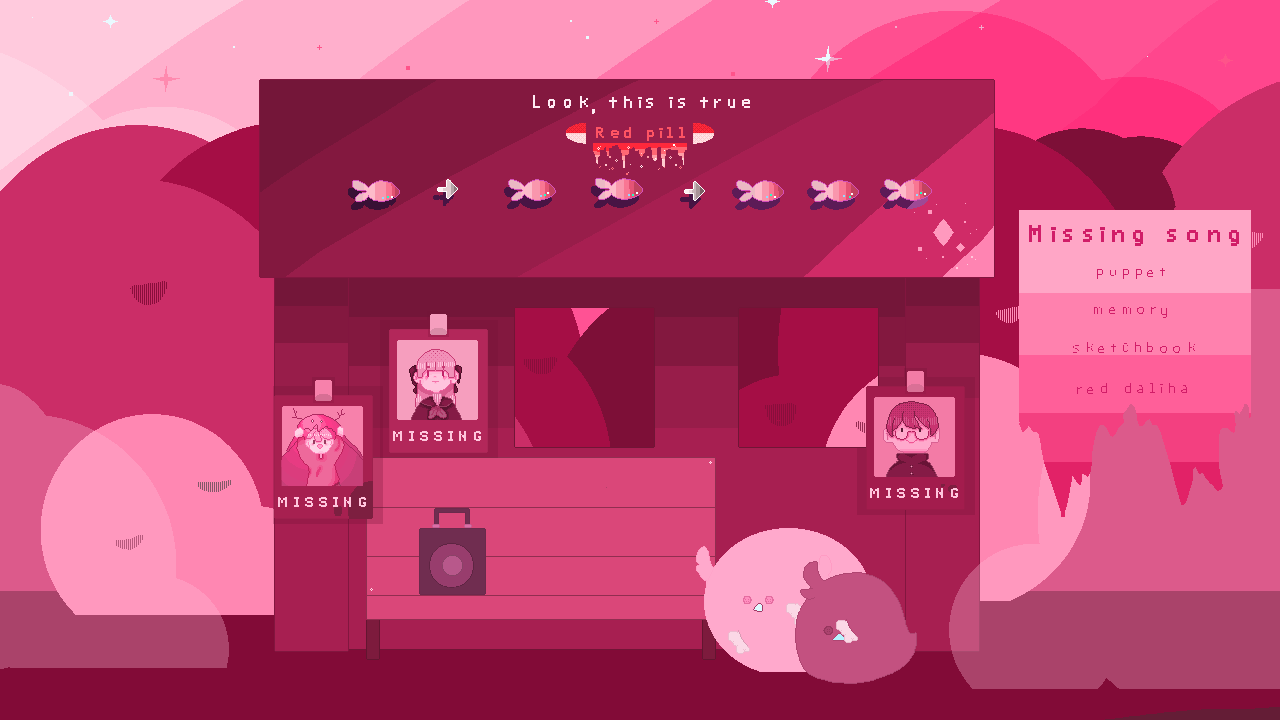 Look, this is true
Red pill
Missing song
puppet
memory
sketchbook
red daliha
MISSING
MISSING
MISSING